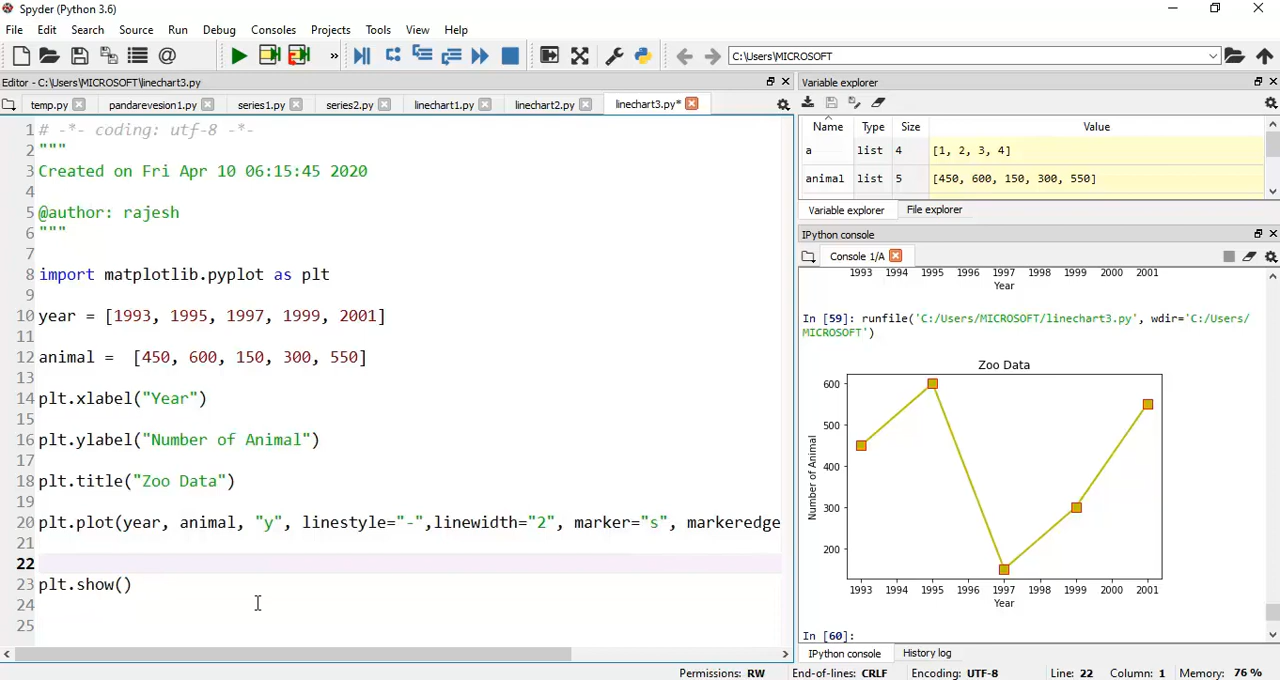 Spyder (Python 3.6)
File Edit Search Source Run Debug Consoles Projects Tools View Help
C:\Users\MICROSOFT
Editor - C:\Users\MICROSOFT\linechart3.py
temp.py pandarevesion1.py series1.py series2.py linechart1.py linechart2.py linechart3.py*
1 # -*- coding: utf-8 -*-
2 """
3 Created on Fri Apr 10 06:15:45 2020
4
5 @author: rajesh
6 """
7
8 import matplotlib.pyplot as plt
9
10 year = [1993, 1995, 1997, 1999, 2001]
11
12 animal =  [450, 600, 150, 300, 550]
13
14 plt.xlabel("Year")
15
16 plt.ylabel("Number of Animal")
17
18 plt.title("Zoo Data")
19
20 plt.plot(year, animal, "y", linestyle="-",linewidth="2", marker="s", markeredge
21
22
23 plt.show()
24
25
Variable explorer
Name Type Size Value
a list 4 [1, 2, 3, 4]
animal list 5 [450, 600, 150, 300, 550]
Variable explorer File explorer
IPython console
Console 1/A
1993 1994 1995 1996 1997 1998 1999 2000 2001
Year
In [59]: runfile('C:/Users/MICROSOFT/linechart3.py', wdir='C:/Users/
MICROSOFT')
Zoo Data
600
500
400
300
200
Number of Animal
1993 1994 1995 1996 1997 1998 1999 2000 2001
Year
In [60]:
IPython console History log
Permissions: RW End-of-lines: CRLF Encoding: UTF-8 Line: 22 Column: 1 Memory: 76 %